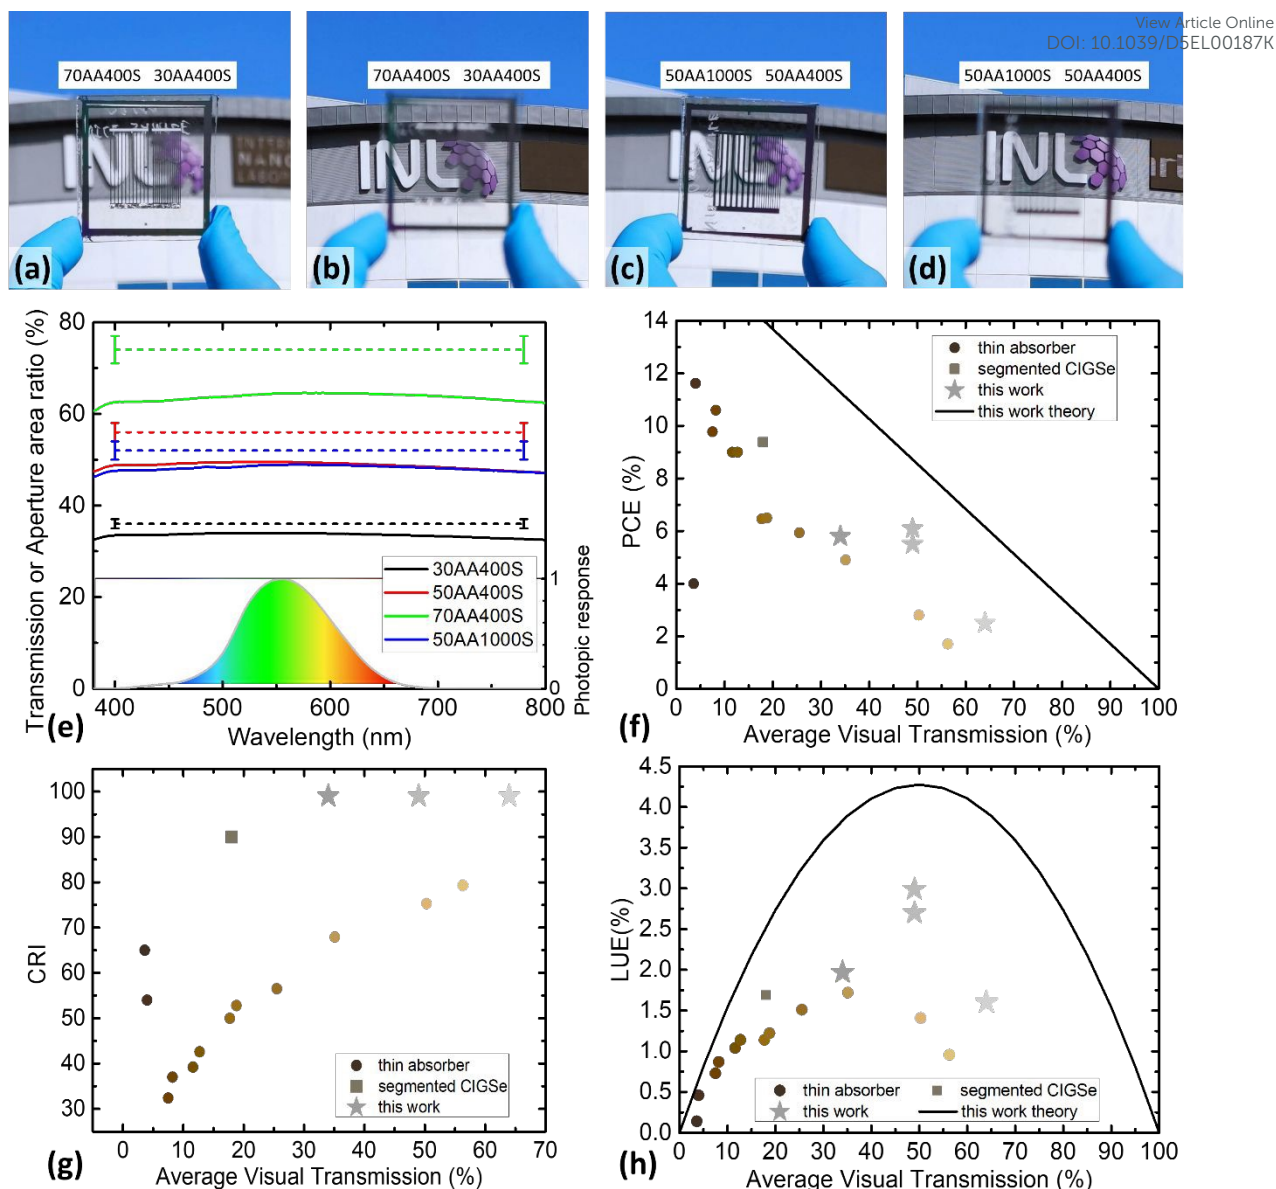 View Article Online
DOI: 10.1039/D5EL00187K
70AA400S 30AA400S
70AA400S 30AA400S
50AA1000S 50AA400S
50AA1000S 50AA400S
INL
INL
INL
INL
NANO
(a)
(b)
(c)
(d)
Transmission or Aperture area ratio (%)
80
60
40
20
0
30AA400S
50AA400S
70AA400S
50AA1000S
1
0
Photopic response
400 500 600 700 800
Wavelength (nm)
(e)
PCE (%)
14
12
10
8
6
4
2
0
thin absorber
segmented CIGSe
this work
this work theory
0 10 20 30 40 50 60 70 80 90 100
Average Visual Transmission (%)
(f)
CRI
100
90
80
70
60
50
40
30
thin absorber
segmented CIGSe
this work
0 10 20 30 40 50 60 70
Average Visual Transmission (%)
(g)
LUE(%)
4.5
4.0
3.5
3.0
2.5
2.0
1.5
1.0
0.5
0.0
thin absorber segmented CIGSe
this work this work theory
0 10 20 30 40 50 60 70 80 90 100
Average Visual Transmission (%)
(h)